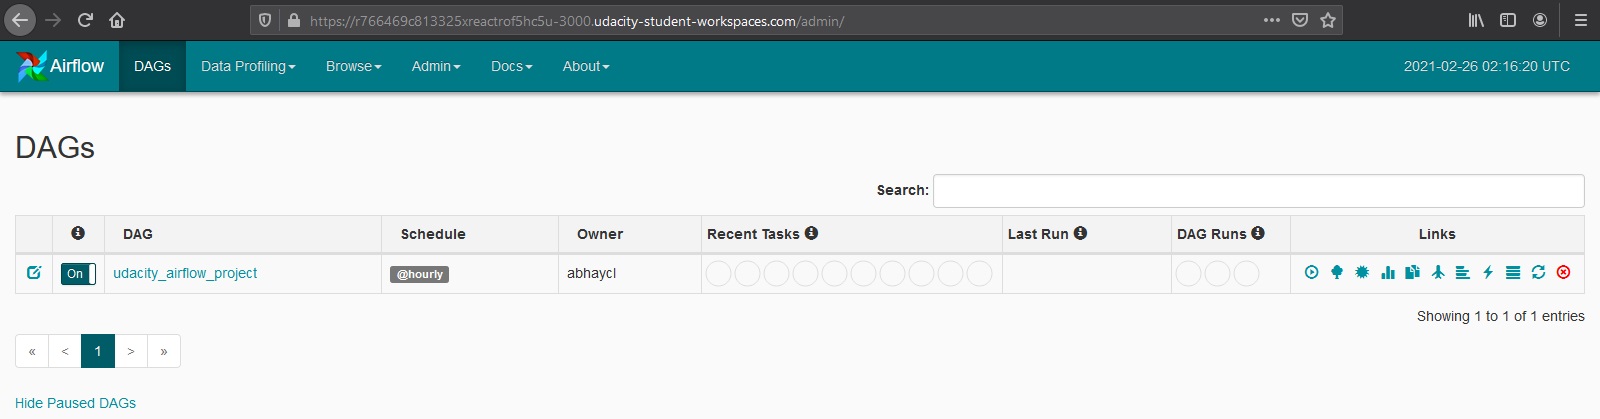 https://r766469c813325xreactrof5hc5u-3000.udacity-student-workspaces.com/admin/
Airflow DAGs Data Profiling Browse Admin Docs About 2021-02-26 02:16:20 UTC
DAGs
Search:
DAG Schedule Owner Recent Tasks Last Run DAG Runs Links
On udacity_airflow_project @hourly abhaycl
Showing 1 to 1 of 1 entries
« < 1 > »
Hide Paused DAGs